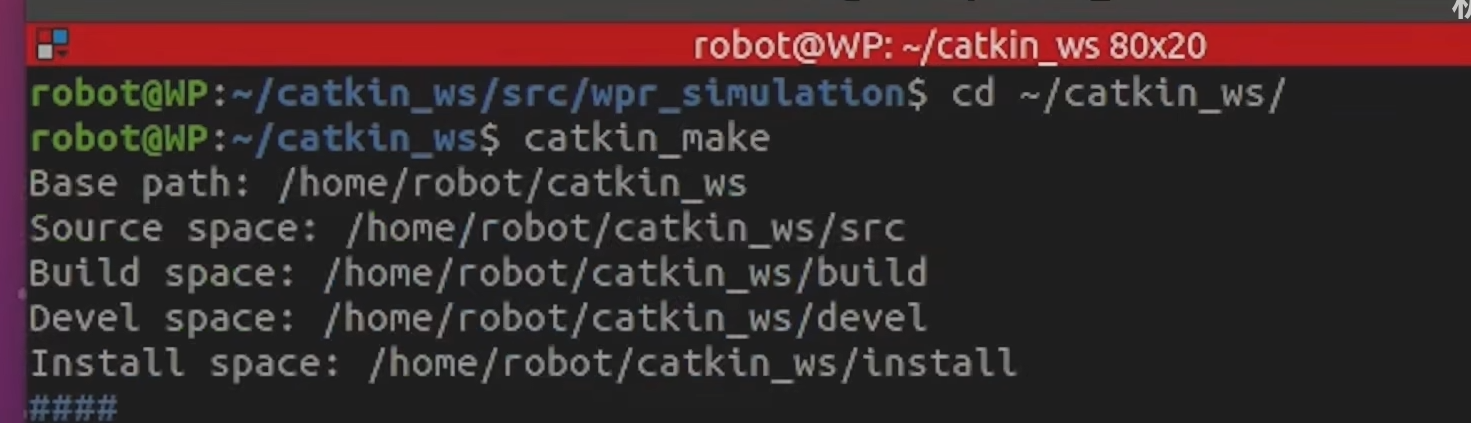 robot@WP: ~/catkin_ws 80x20
robot@WP:~/catkin_ws/src/wpr_simulation$ cd ~/catkin_ws/
robot@WP:~/catkin_ws$ catkin_make
Base path: /home/robot/catkin_ws
Source space: /home/robot/catkin_ws/src
Build space: /home/robot/catkin_ws/build
Devel space: /home/robot/catkin_ws/devel
Install space: /home/robot/catkin_ws/install
####